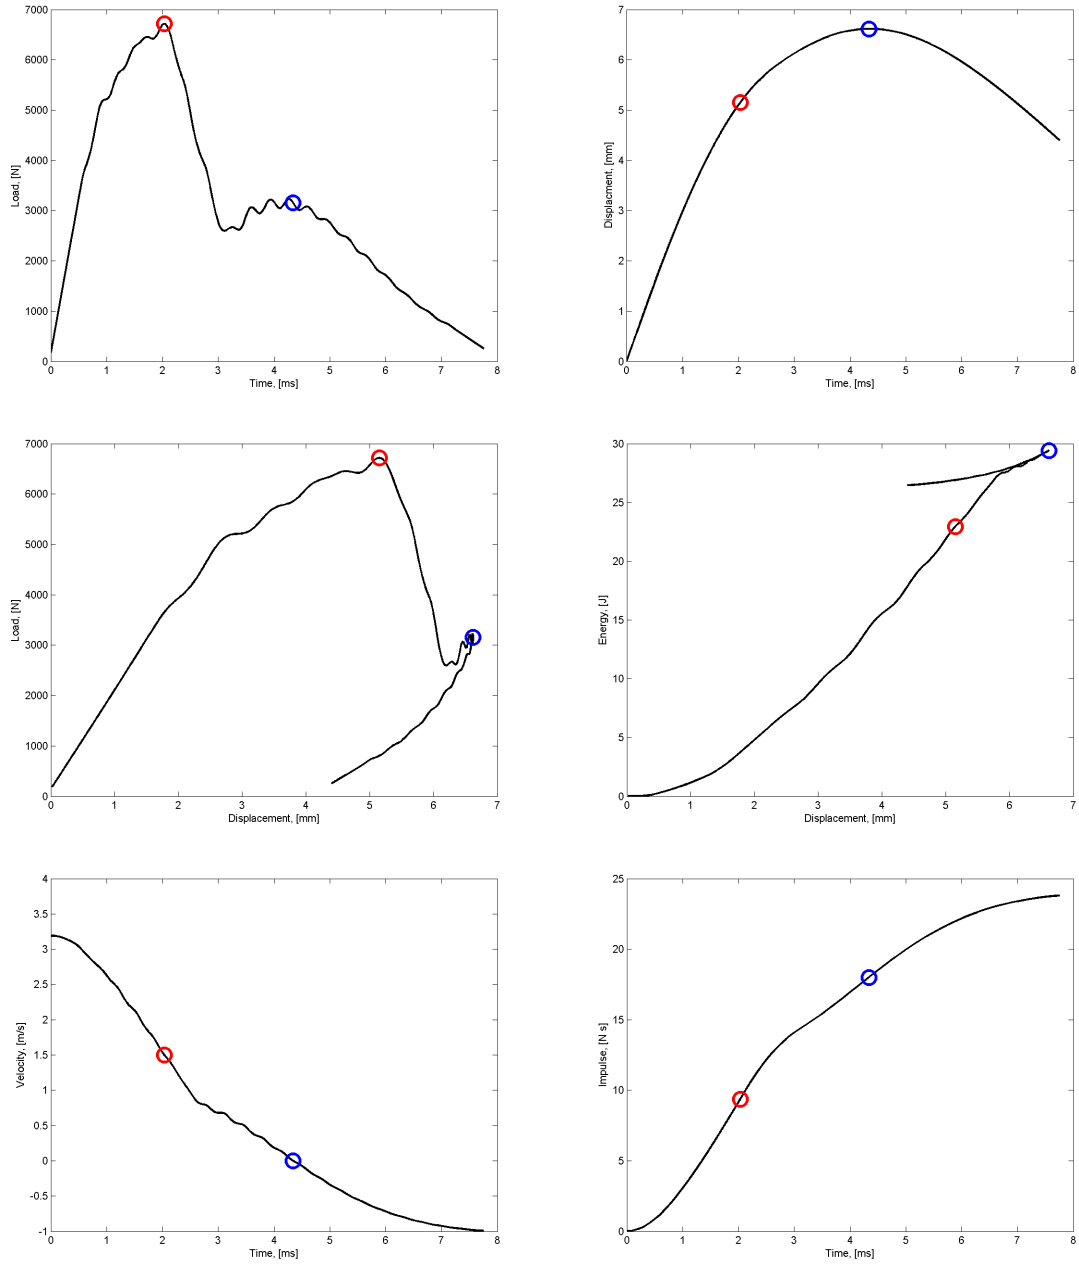 7000
6000
5000
4000
3000
2000
1000
0
Load, [N]
0 1 2 3 4 5 6 7 8
Time, [ms]
7
6
5
4
3
2
1
0
Displacment, [mm]
0 1 2 3 4 5 6 7 8
Time, [ms]
7000
6000
5000
4000
3000
2000
1000
0
Load, [N]
0 1 2 3 4 5 6 7
Displacement, [mm]
30
25
20
15
10
5
0
Energy, [J]
0 1 2 3 4 5 6 7
Displacement, [mm]
4
3.5
3
2.5
2
1.5
1
0.5
0
-0.5
-1
Velocity, [m/s]
0 1 2 3 4 5 6 7 8
Time, [ms]
25
20
15
10
5
0
Impulse, [N s]
0 1 2 3 4 5 6 7 8
Time, [ms]